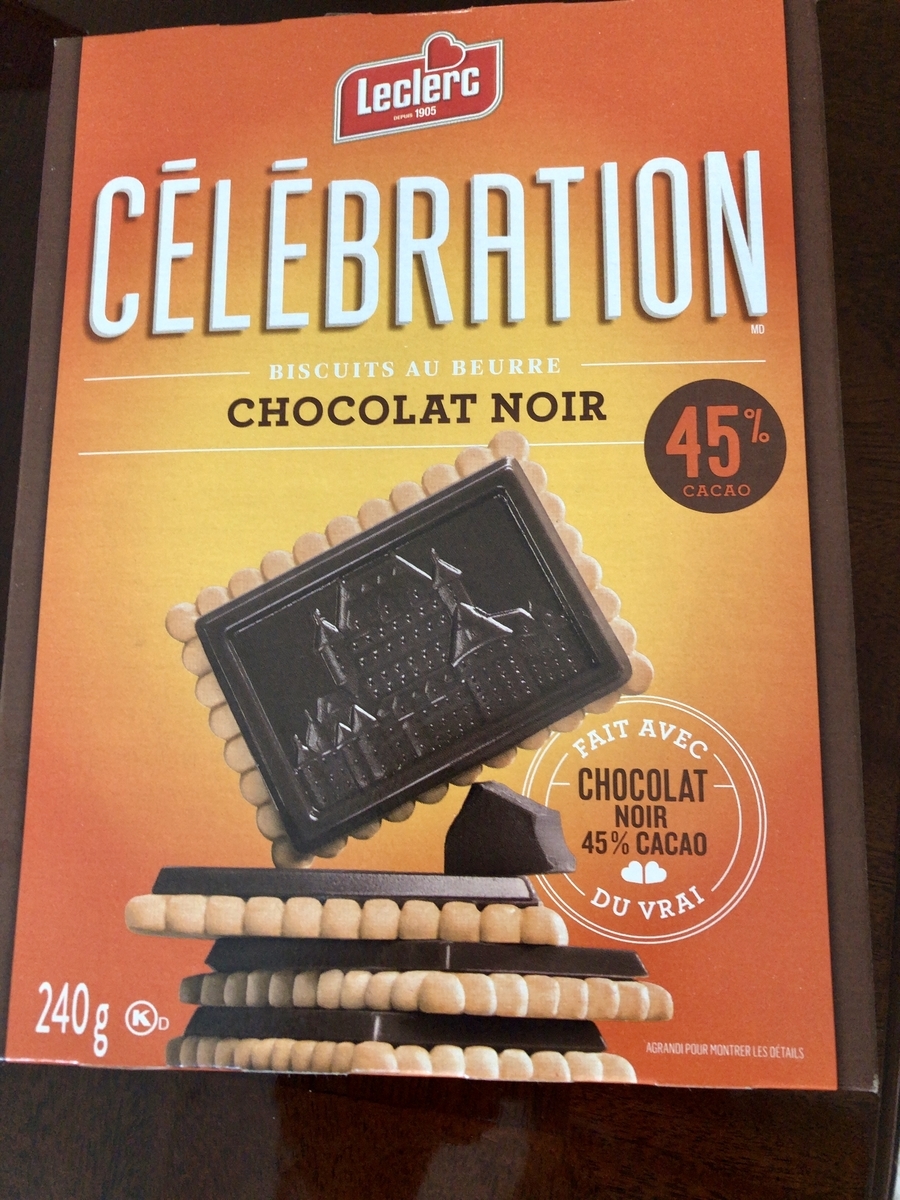 Leclerc
DEPUIS 1905
CÉLÉBRATION
MD
BISCUITS AU BEURRE
CHOCOLAT NOIR
45%
CACAO
FAIT AVEC
CHOCOLAT
NOIR
45% CACAO
DU VRAI
240 g
K D
AGRANDI POUR MONTRER LES DÉTAILS